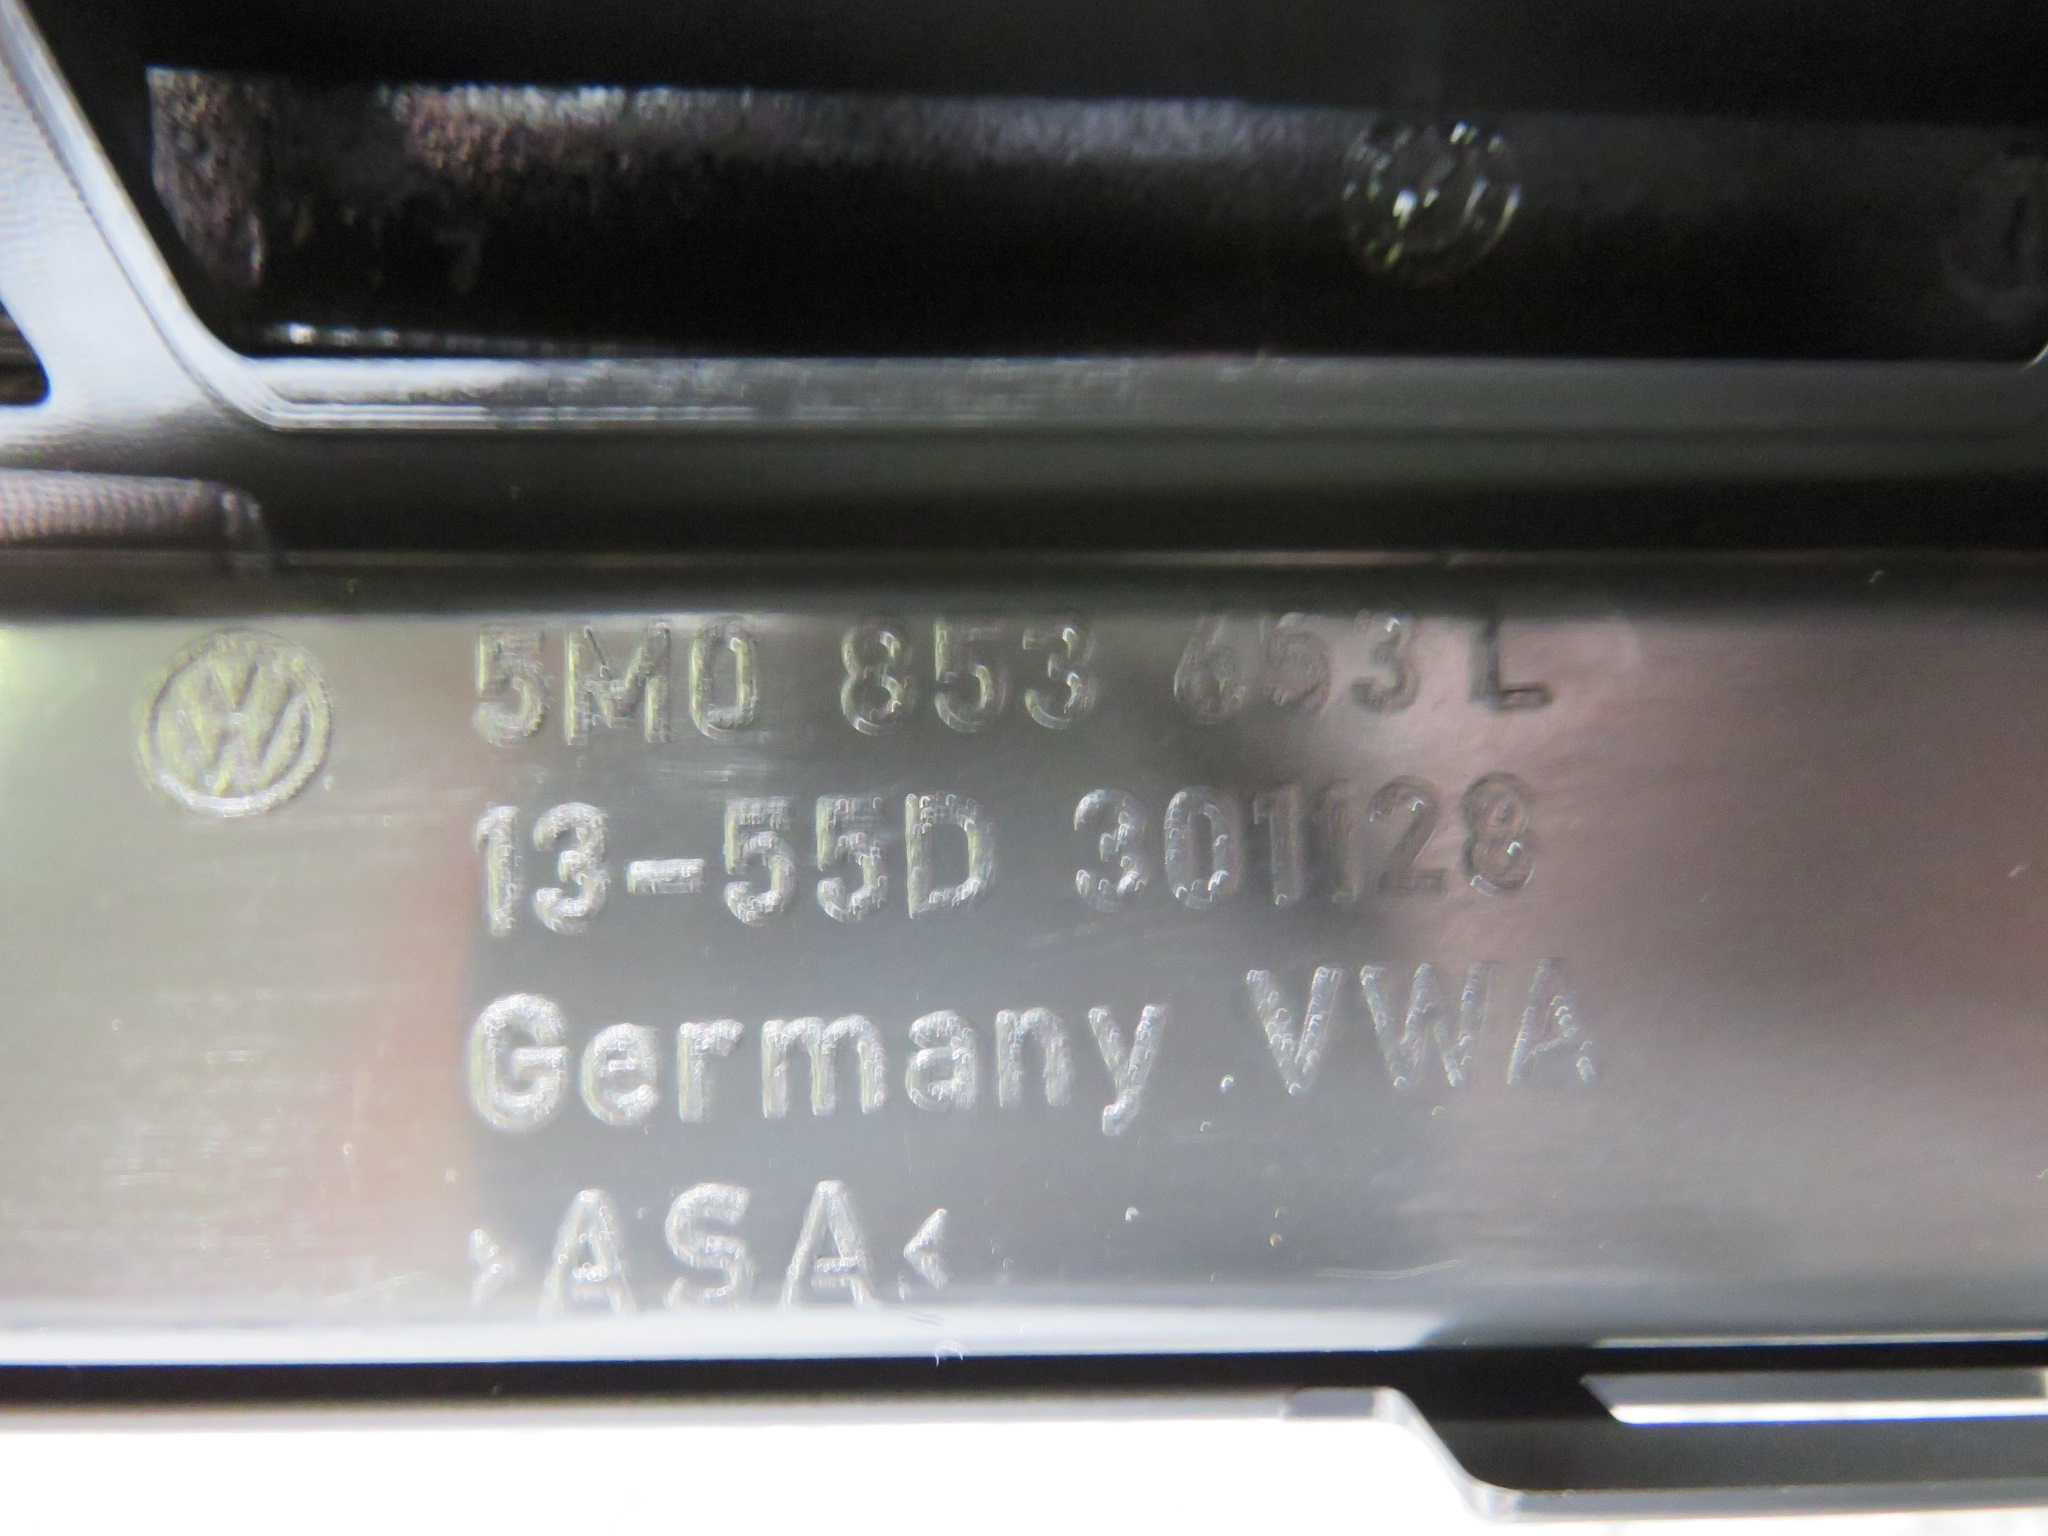 5M0 853 653 L
13-55D 301128
Germany VWA
>ASA<